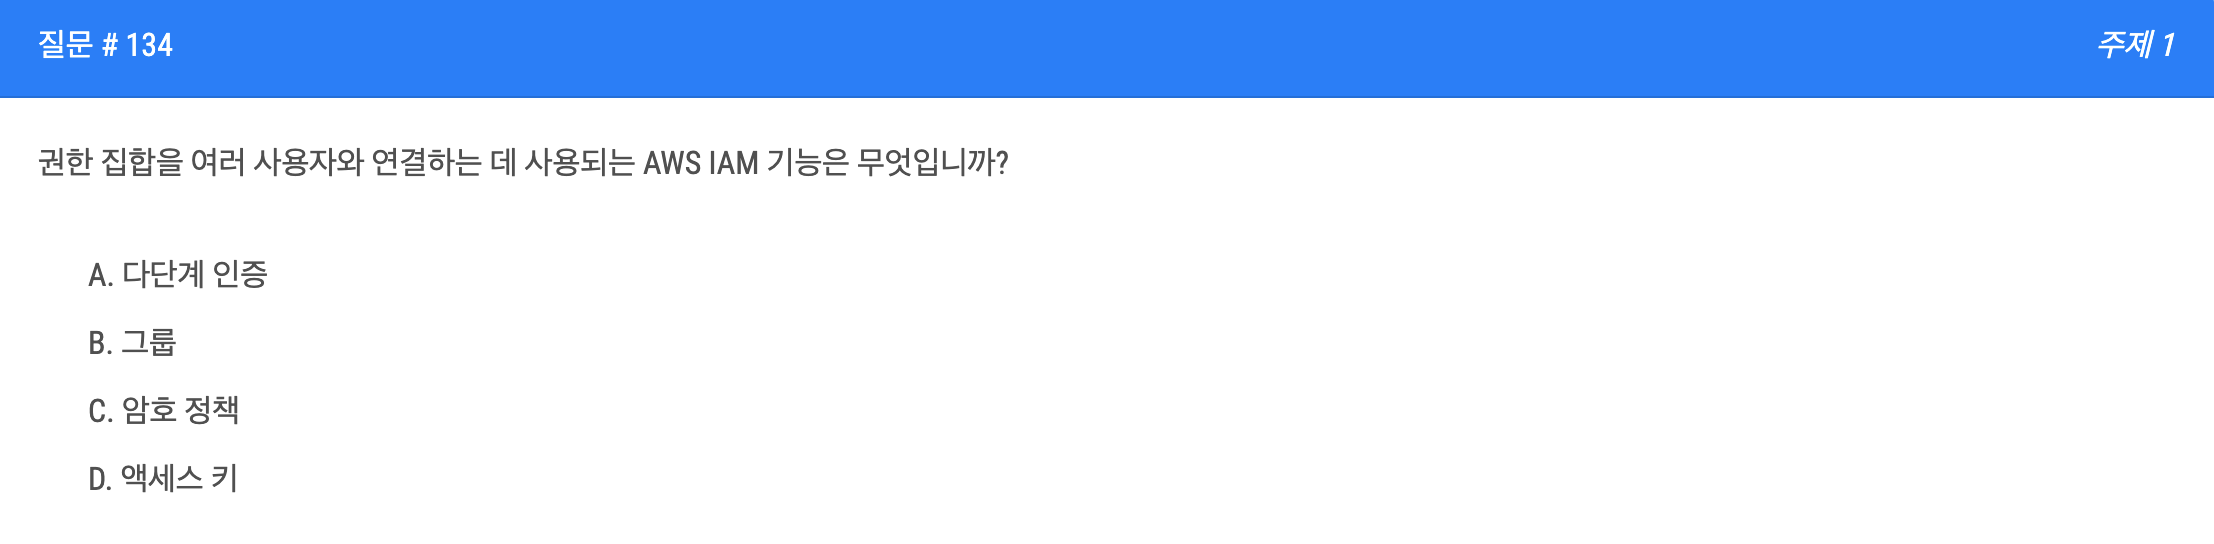 질문 # 134
주제 1
권한 집합을 여러 사용자와 연결하는 데 사용되는 AWS IAM 기능은 무엇입니까?
A. 다단계 인증
B. 그룹
C. 암호 정책
D. 액세스 키